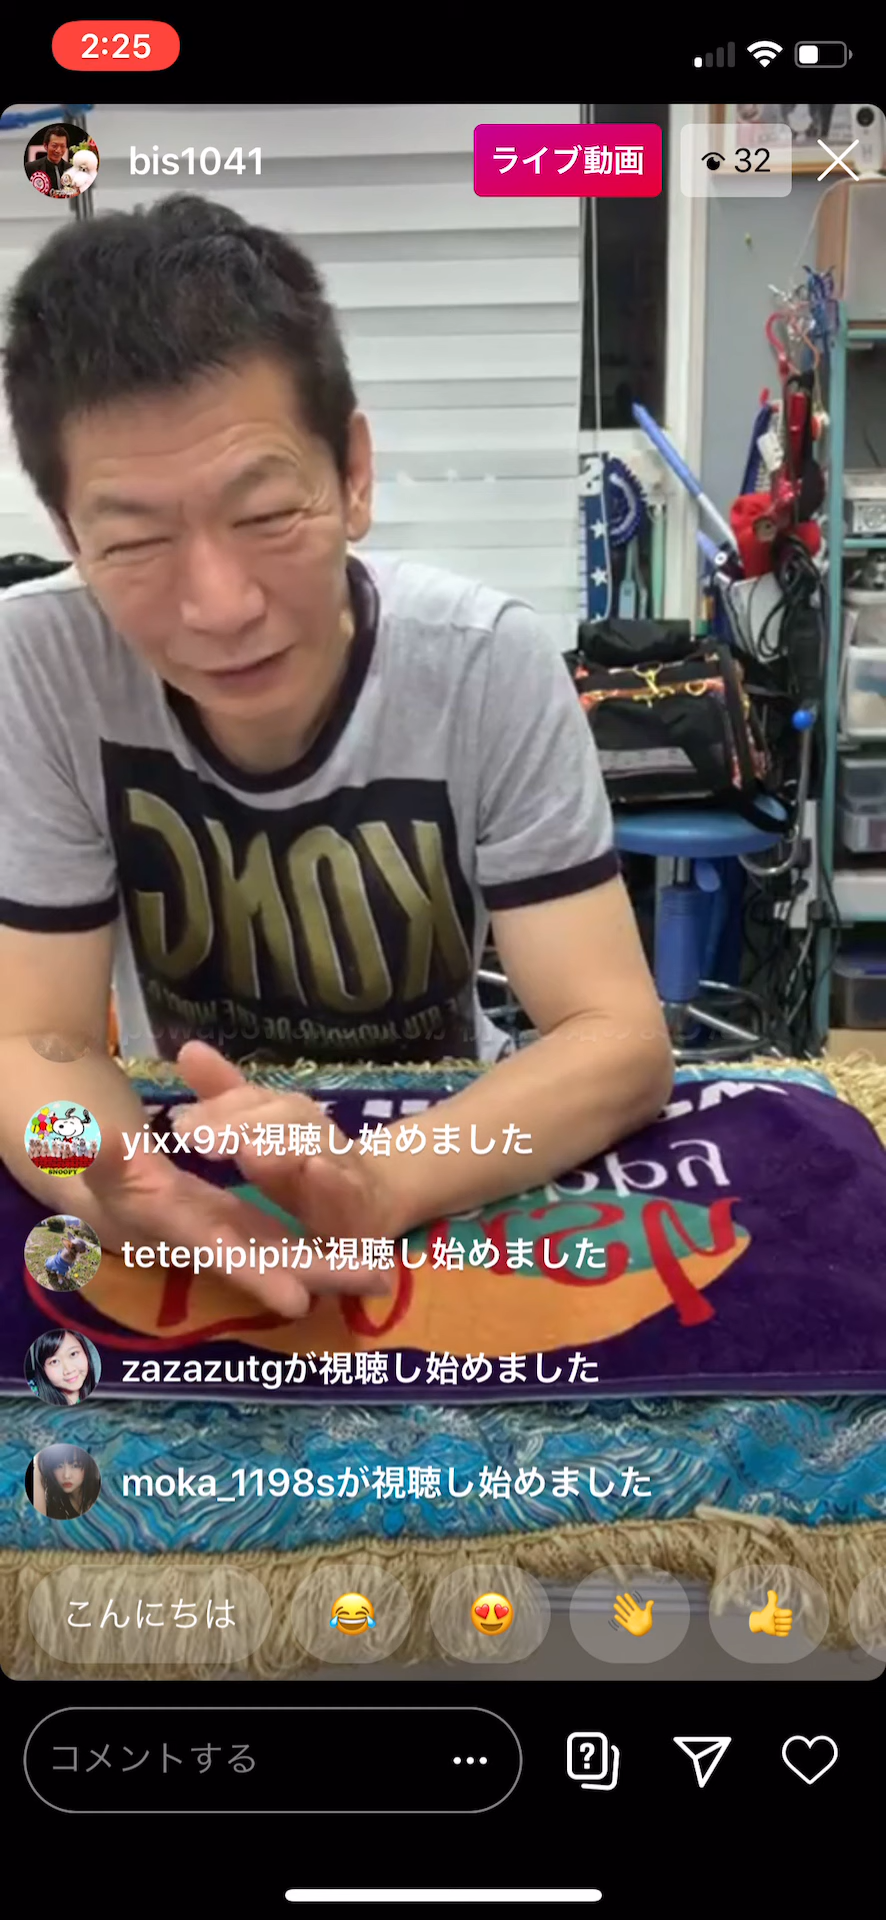 2:25
bis1041
ライブ動画
32
KONG
yixx9が視聴し始めました
SNOOPY
tetepipipiが視聴し始めました
zazazutgが視聴し始めました
moka_1198sが視聴し始めました
こんにちは
コメントする